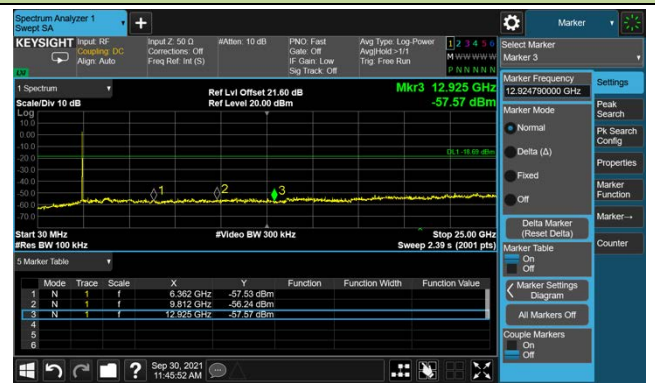 Spectrum Analyzer 1
Swept SA
+
Marker
KEYSIGHT
Input: RF
Coupling: DC
Align: Auto
Input Z: 50 Ω
Corrections: Off
Freq Ref: Int (S)
#Atten: 10 dB
PNO: Fast
Gate: Off
IF Gain: Low
Sig Track: Off
Avg Type: Log-Power
Avg|Hold:>1/1
Trig: Free Run
1 2 3 4 5 6
M W W W W W
P N N N N N
LXI
Select Marker
Marker 3
1 Spectrum
Scale/Div 10 dB
Log
Ref Lvl Offset 21.60 dB
Ref Level 20.00 dBm
Mkr3 12.925 GHz
-57.57 dBm
10.0
0.00
-10.0
-20.0
-30.0
-40.0
-50.0
-60.0
-70.0
DL1 -18.69 dBm
1
2
3
Start 30 MHz
#Res BW 100 kHz
#Video BW 300 kHz
Stop 25.00 GHz
Sweep 2.39 s (2001 pts)
5 Marker Table
Mode Trace Scale X Y Function Function Width Function Value
1 N 1 f 6.362 GHz -57.53 dBm
2 N 1 f 9.812 GHz -56.24 dBm
3 N 1 f 12.925 GHz -57.57 dBm
4
5
6
Marker Frequency
12.924790000 GHz
Marker Mode
Normal
Delta (Δ)
Fixed
Off
Delta Marker
(Reset Delta)
Marker Table
On
Off
Marker Settings
Diagram
All Markers Off
Couple Markers
On
Off
Settings
Peak
Search
Pk Search
Config
Properties
Marker
Function
Marker→
Counter
?
Sep 30, 2021
11:45:52 AM